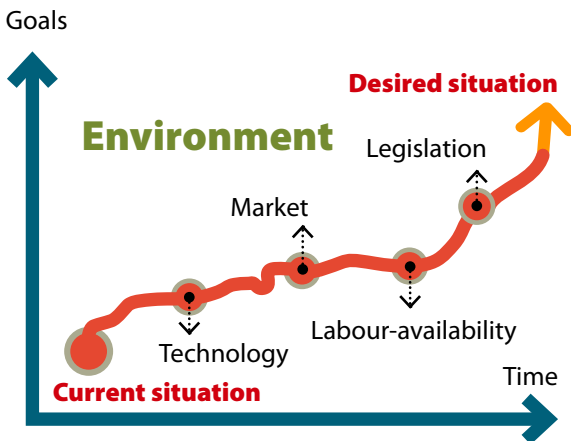 Goals
Desired situation
Environment
Legislation
Market
Labour-availability
Technology
Time
Current situation